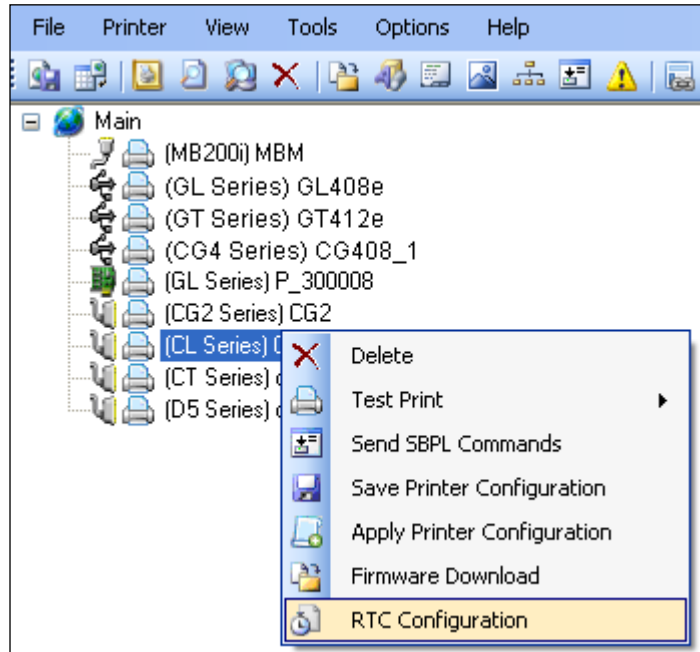 File Printer View Tools Options Help
Main
(MB200i) MBM
(GL Series) GL408e
(GT Series) GT412e
(CG4 Series) CG408_1
(GL Series) P_300008
(CG2 Series) CG2
(CL Series)
(CT Series)
(D5 Series)
Delete
Test Print
Send SBPL Commands
Save Printer Configuration
Apply Printer Configuration
Firmware Download
RTC Configuration